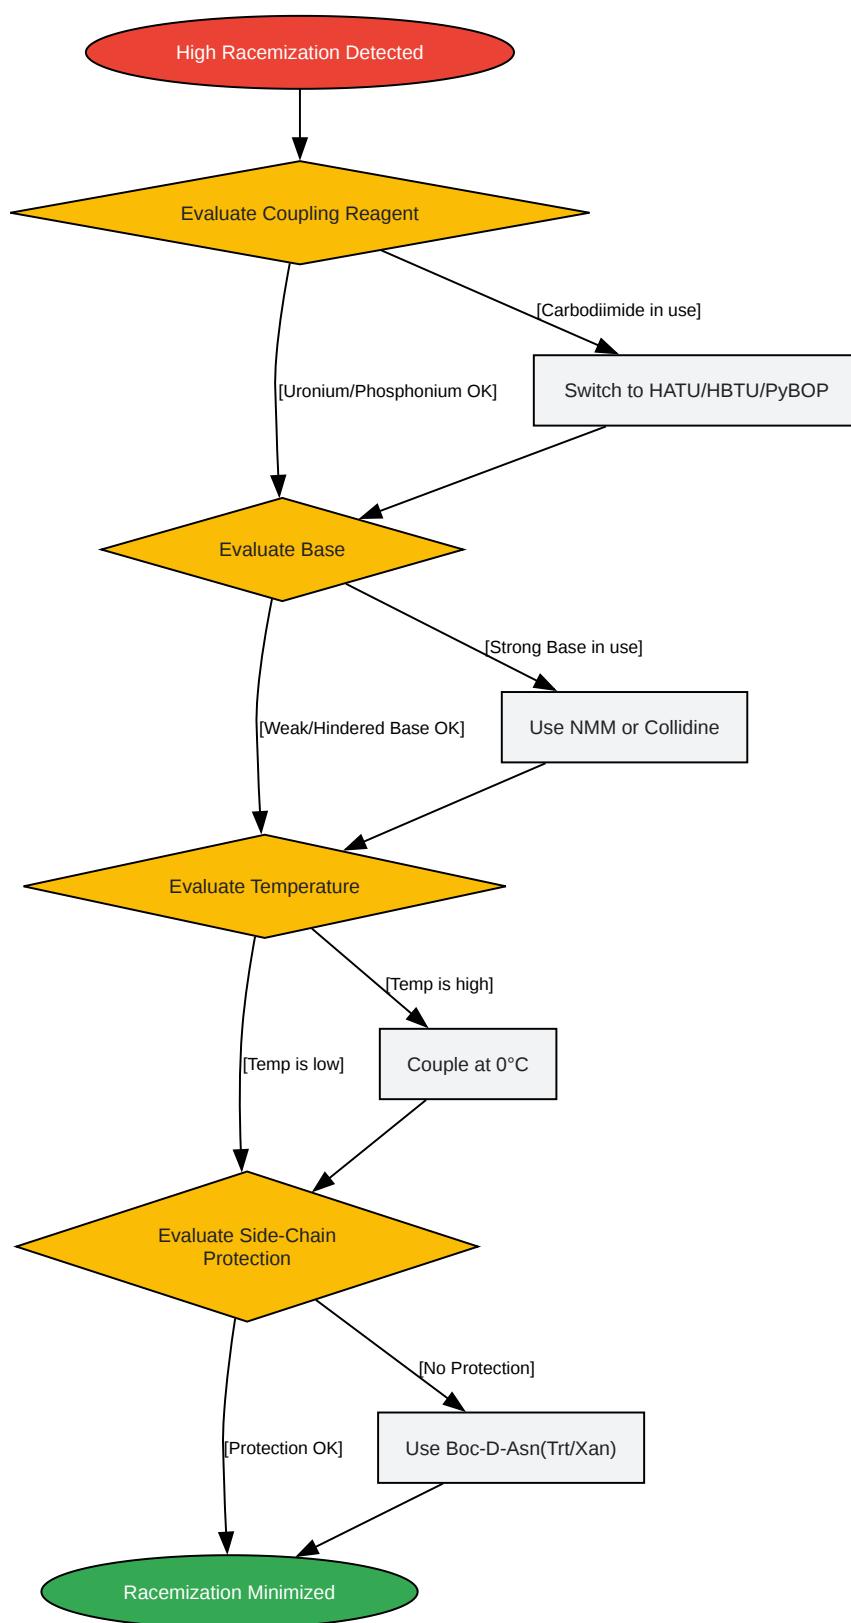 High Racemization Detected
Evaluate Coupling Reagent
[Carbodiimide in use]
Switch to HATU/HBTU/PyBOP
[Uronium/Phosphonium OK]
Evaluate Base
[Strong Base in use]
Use NMM or Collidine
[Weak/Hindered Base OK]
Evaluate Temperature
[Temp is high]
Couple at 0°C
[Temp is low]
Evaluate Side-Chain
Protection
[No Protection]
Use Boc-D-Asn(Trt/Xan)
[Protection OK]
Racemization Minimized